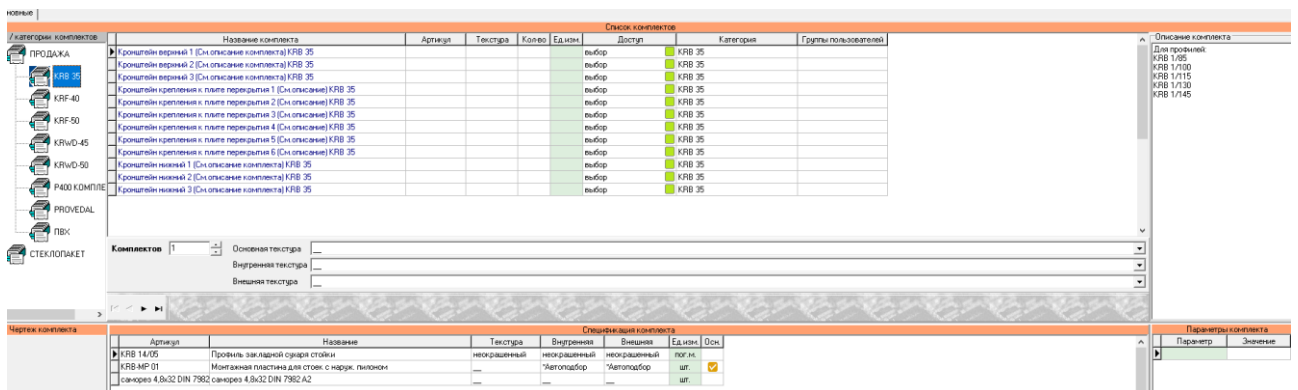 новные
Список комплектов
/ категории комплектов
Название комплекта Артикул Текстура Кол-во Ед.изм. Доступ Категория Группы пользователей
Описание комплекта
ПРОДАЖА
KRB 35
KRF-40
KRF-50
KRWD-45
KRWD-50
P400 КОМПЛЕ
PROVEDAL
ПВХ
СТЕКЛОПАКЕТ
Кронштейн верхний 1 (См.описание комплекта) KRB 35 выбор KRB 35
Кронштейн верхний 2 (См.описание комплекта) KRB 35 выбор KRB 35
Кронштейн верхний 3 (См.описание комплекта) KRB 35 выбор KRB 35
Кронштейн крепления к плите перекрытия 1 (См.описание) KRB 35 выбор KRB 35
Кронштейн крепления к плите перекрытия 2 (См.описание) KRB 35 выбор KRB 35
Кронштейн крепления к плите перекрытия 3 (См.описание) KRB 35 выбор KRB 35
Кронштейн крепления к плите перекрытия 4 (См.описание) KRB 35 выбор KRB 35
Кронштейн крепления к плите перекрытия 5 (См.описание) KRB 35 выбор KRB 35
Кронштейн крепления к плите перекрытия 6 (См.описание) KRB 35 выбор KRB 35
Кронштейн нижний 1 (См.описание комплекта) KRB 35 выбор KRB 35
Кронштейн нижний 2 (См.описание комплекта) KRB 35 выбор KRB 35
Кронштейн нижний 3 (См.описание комплекта) KRB 35 выбор KRB 35
Для профилей:
KRB 1/85
KRB 1/100
KRB 1/115
KRB 1/130
KRB 1/145
Комплектов 1 Основная текстура __
Внутренняя текстура __
Внешняя текстура __
Чертеж комплекта
Спецификация комплекта
Артикул Название Текстура Внутренняя Внешняя Ед.изм. Осн.
KRB 14/05 Профиль закладной сухаря стойки неокрашенный неокрашенный неокрашенный пог.м.
KRB-MP 01 Монтажная пластина для стоек с наруж. пилоном __ *Автоподбор *Автоподбор шт.
саморез 4,8х32 DIN 7982 саморез 4,8х32 DIN 7982 А2 __ __ __ шт.
Параметры комплекта
Параметр Значение